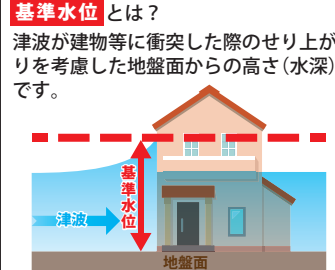 基準水位とは？
津波が建物等に衝突した際のせり上が
りを考慮した地盤面からの高さ（水深）
です。
基準水位
津波
地盤面